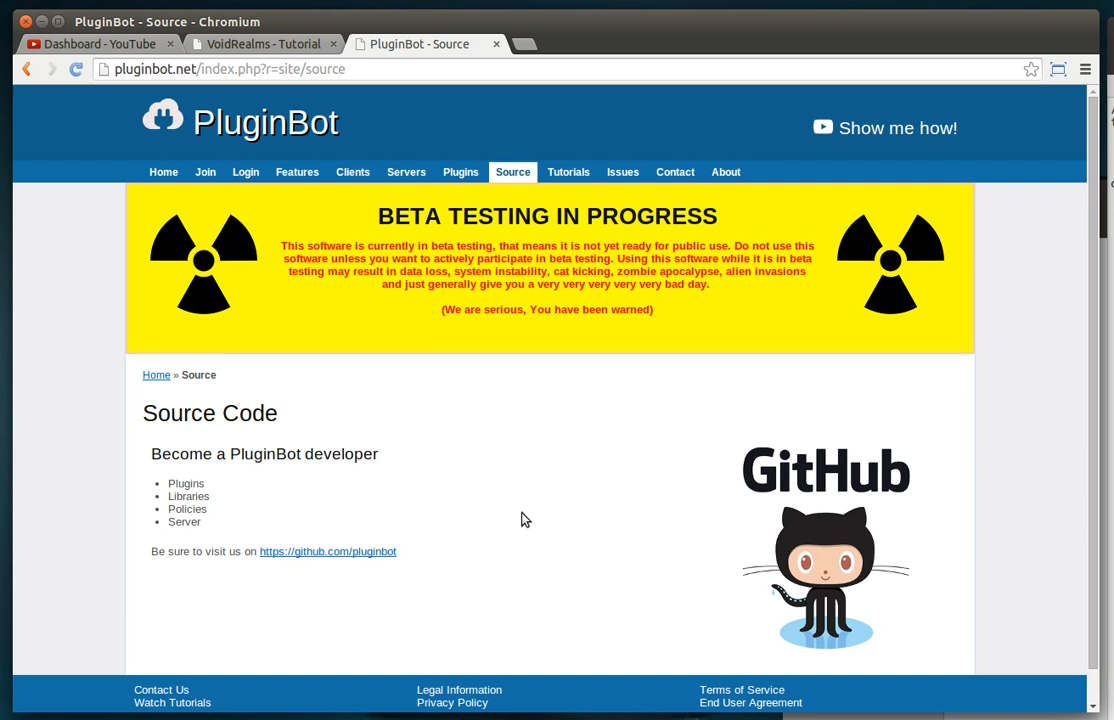 PluginBot - Source - Chromium
Dashboard - YouTube
VoidRealms - Tutorial
PluginBot - Source
pluginbot.net/index.php?r=site/source
PluginBot
Show me how!
Home Join Login Features Clients Servers Plugins Source Tutorials Issues Contact About
BETA TESTING IN PROGRESS
This software is currently in beta testing, that means it is not yet ready for public use. Do not use this
software unless you want to actively participate in beta testing. Using this software while it is in beta
testing may result in data loss, system instability, cat kicking, zombie apocalypse, alien invasions
and just generally give you a very very very very very bad day.
(We are serious, You have been warned)
Home » Source
Source Code
Become a PluginBot developer
Plugins
Libraries
Policies
Server
Be sure to visit us on https://github.com/pluginbot
GitHub
Contact Us
Watch Tutorials
Legal Information
Privacy Policy
Terms of Service
End User Agreement